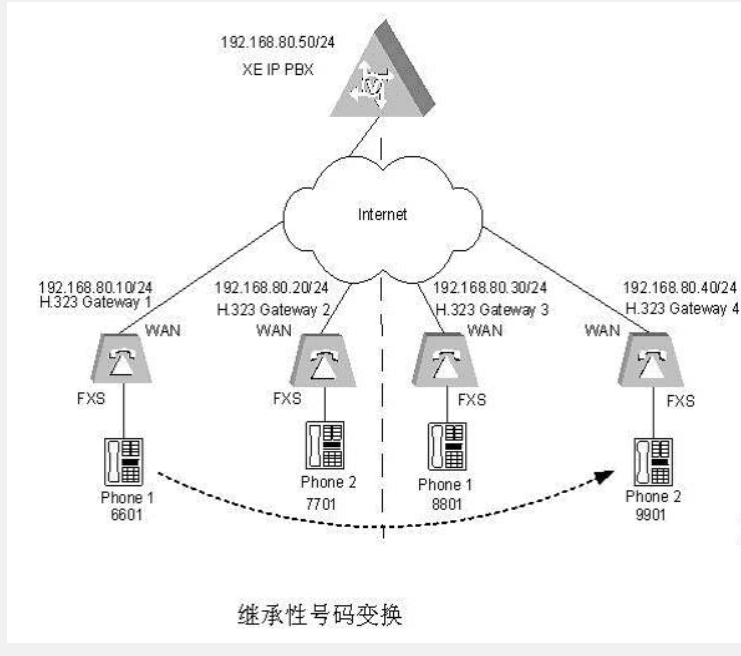 192.168.80.50/24
XE IP PBX
Internet
192.168.80.10/24
H.323 Gateway 1
192.168.80.20/24
H.323 Gateway 2
192.168.80.30/24
H.323 Gateway 3
192.168.80.40/24
H.323 Gateway 4
WAN
WAN
WAN
WAN
FXS
FXS
FXS
FXS
Phone 1
6601
Phone 2
7701
Phone 1
8801
Phone 2
9901
继承性号码变换